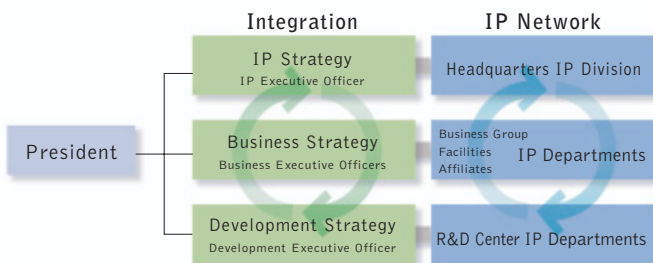 Integration
IP Network
President
IP Strategy
IP Executive Officer
Headquarters IP Division
Business Strategy
Business Executive Officers
Business Group
Facilities
Affiliates
IP Departments
Development Strategy
Development Executive Officer
R&D Center IP Departments